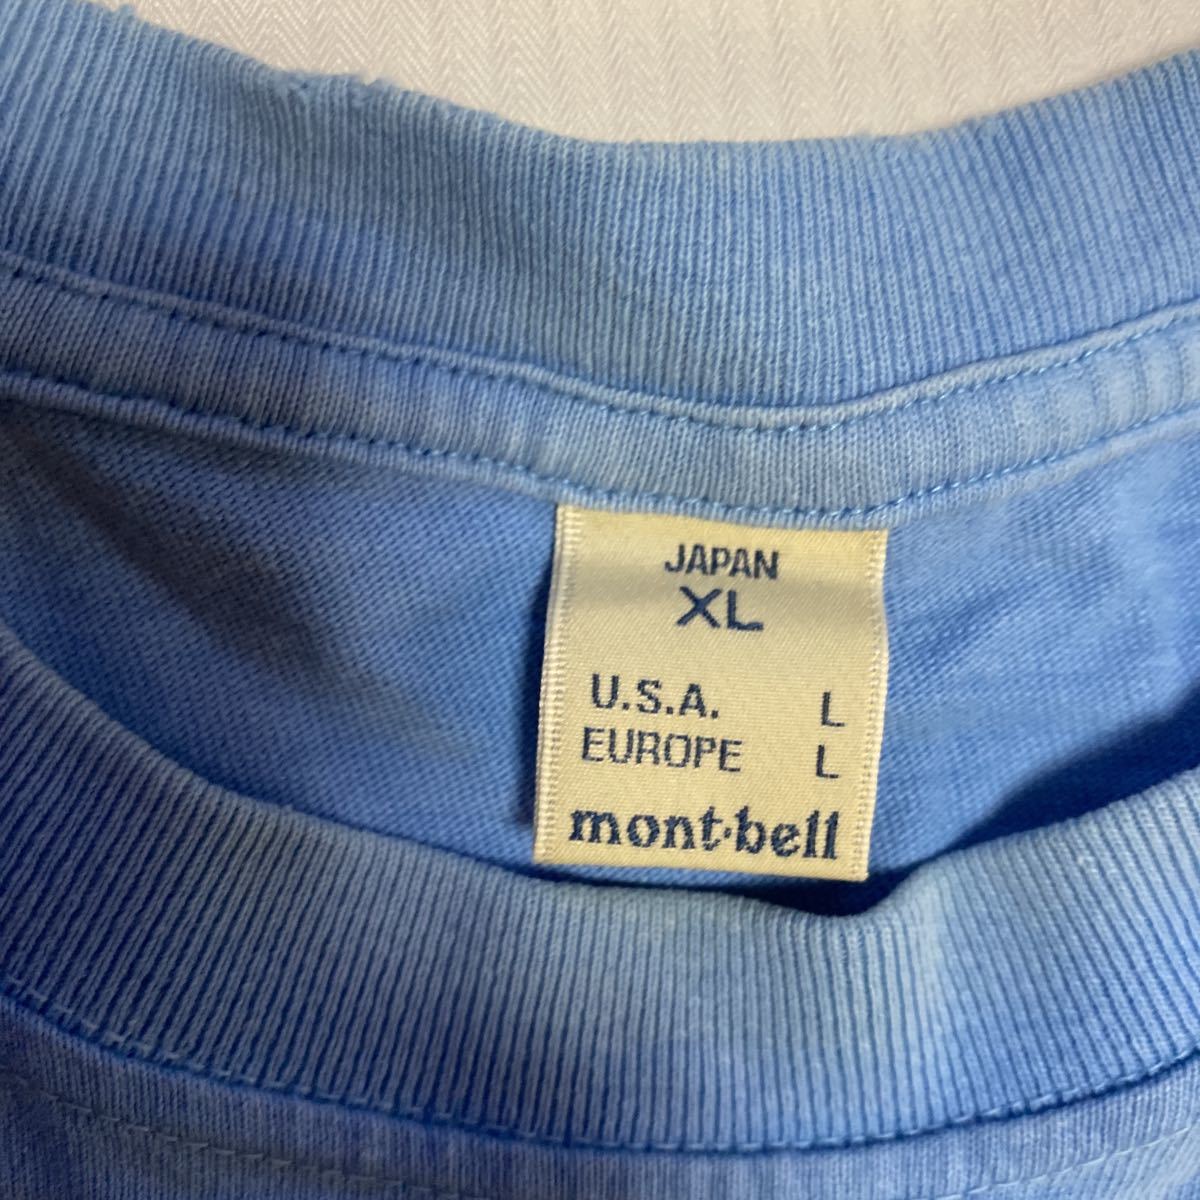 JAPAN
XL
U.S.A. L
EUROPE L
mont·bell